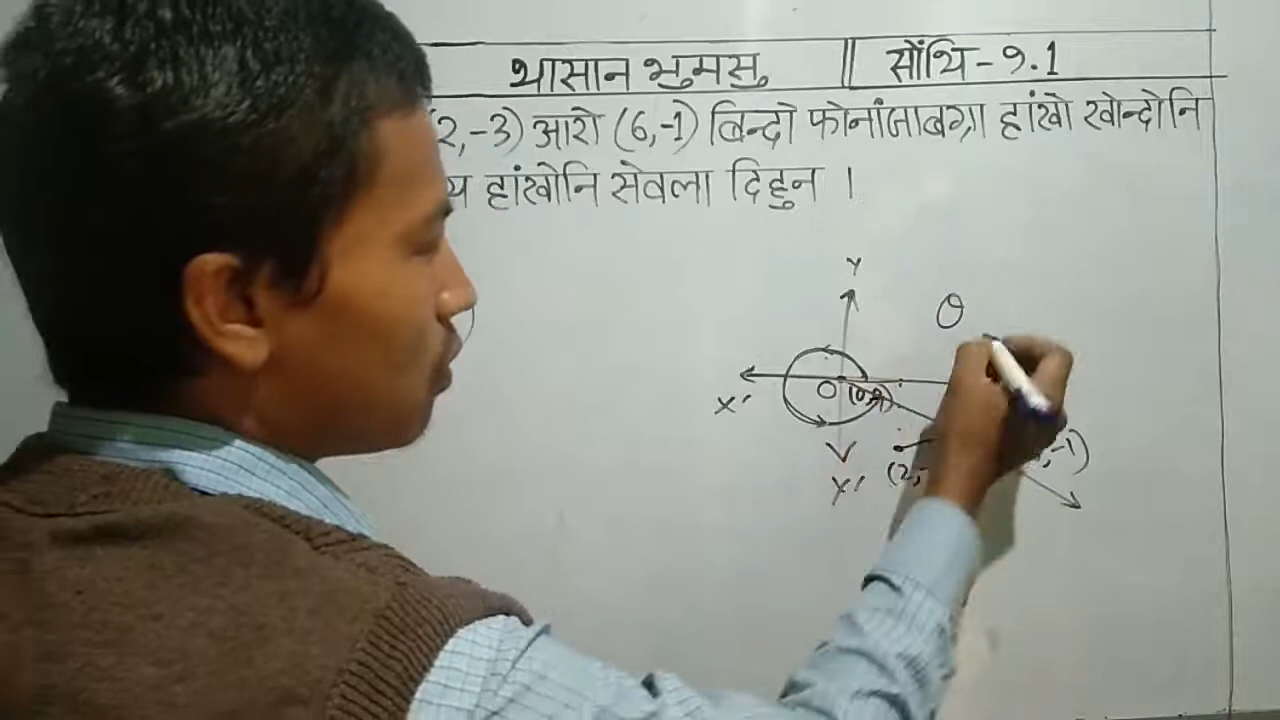 थासान भुमसु || सोंथि - 9.1
2, -3) आरो (6, -1) बिन्दो फोनांजाबग्रा हांखो खोन्दोनि
य हांखोनि सेवला दिहुन ।
Y
θ
X' O
(2,
, -1)
Y'